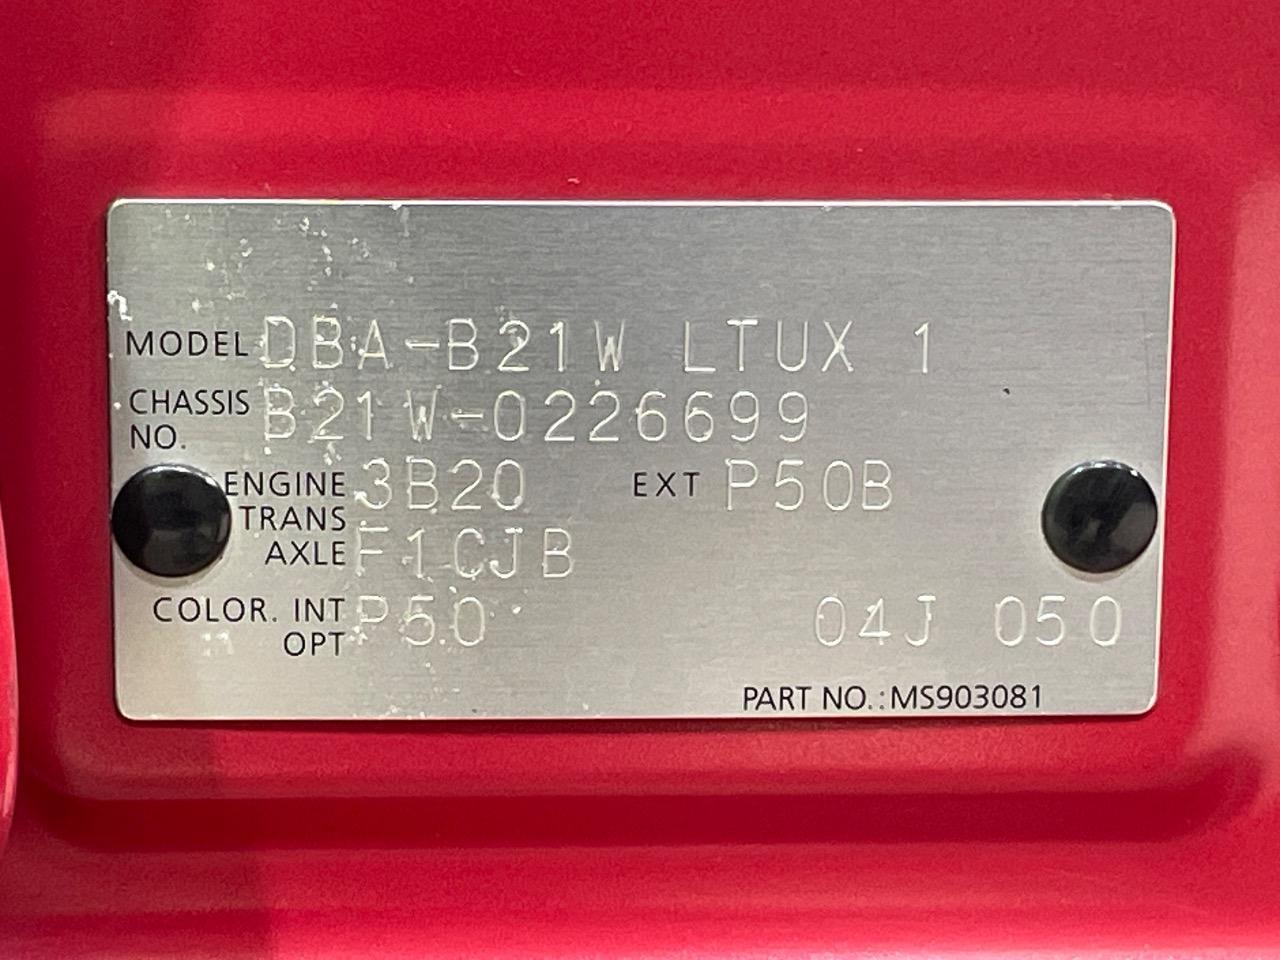 MODEL DBA-B21W LTUX 1
CHASSIS NO. B21W-0226699
ENGINE 3B20 EXT P50B
TRANS AXLE F1CJB
COLOR. INT P50 04J 050
OPT
PART NO.:MS903081